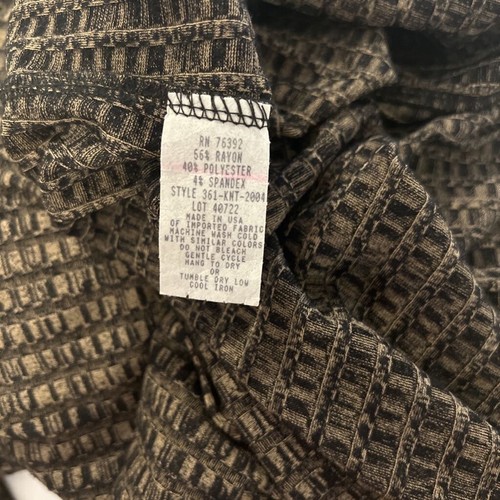 RN 76392
56% RAYON
40% POLYESTER
4% SPANDEX
STYLE 361-KNT-2004
LOT 40722
MADE IN USA
OF IMPORTED FABRIC
MACHINE WASH COLD
WITH SIMILAR COLORS
DO NOT BLEACH
GENTLE CYCLE
HANG TO DRY
OR
TUMBLE DRY LOW
COOL IRON